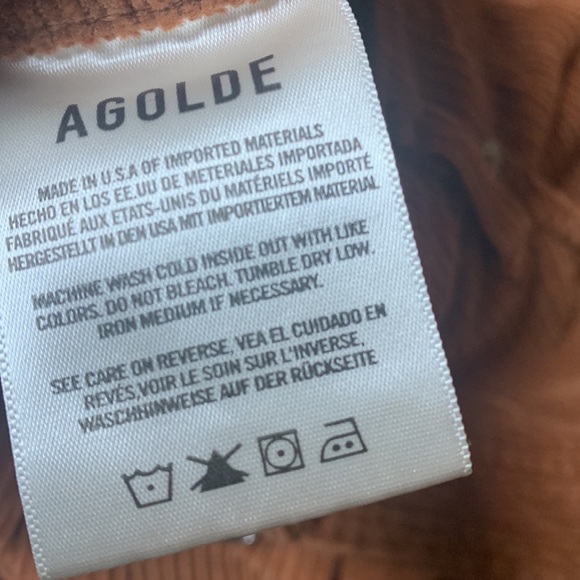 AGOLDE
MADE IN U.S.A OF IMPORTED MATERIALS
HECHO EN LOS EE.UU DE METERIALES IMPORTADA
FABRIQUÉ AUX ETATS-UNIS DU MATÉRIELS IMPORTÉ
HERGESTELLT IN DEN USA MIT IMPORTIERTEM MATERIAL
MACHINE WASH COLD INSIDE OUT WITH LIKE
COLORS. DO NOT BLEACH. TUMBLE DRY LOW.
IRON MEDIUM IF NECESSARY.
SEE CARE ON REVERSE, VEA EL CUIDADO EN
REVÉS, VOIR LE SOIN SUR L'INVERSE,
WASCHHINWEISE AUF DER RÜCKSEITE